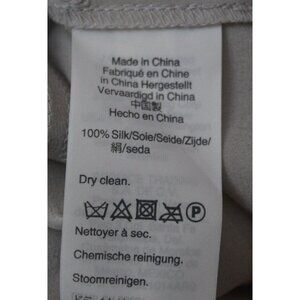 Made in China
Fabriqué en Chine
in China Hergestellt
Vervaardigd in China
中国製
Hecho en China
100% Silk/Soie/Seide/Zijde/
絹/seda
Dry clean.
P
Nettoyer à sec.
Chemische reinigung.
Stoomreinigen.